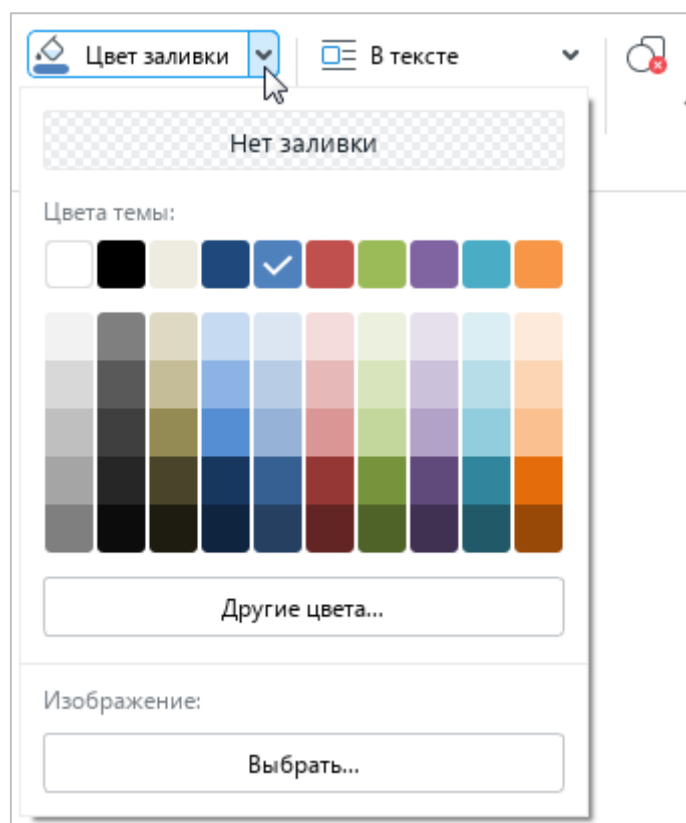 Цвет заливки В тексте
Нет заливки
Цвета темы:
Другие цвета...
Изображение:
Выбрать...